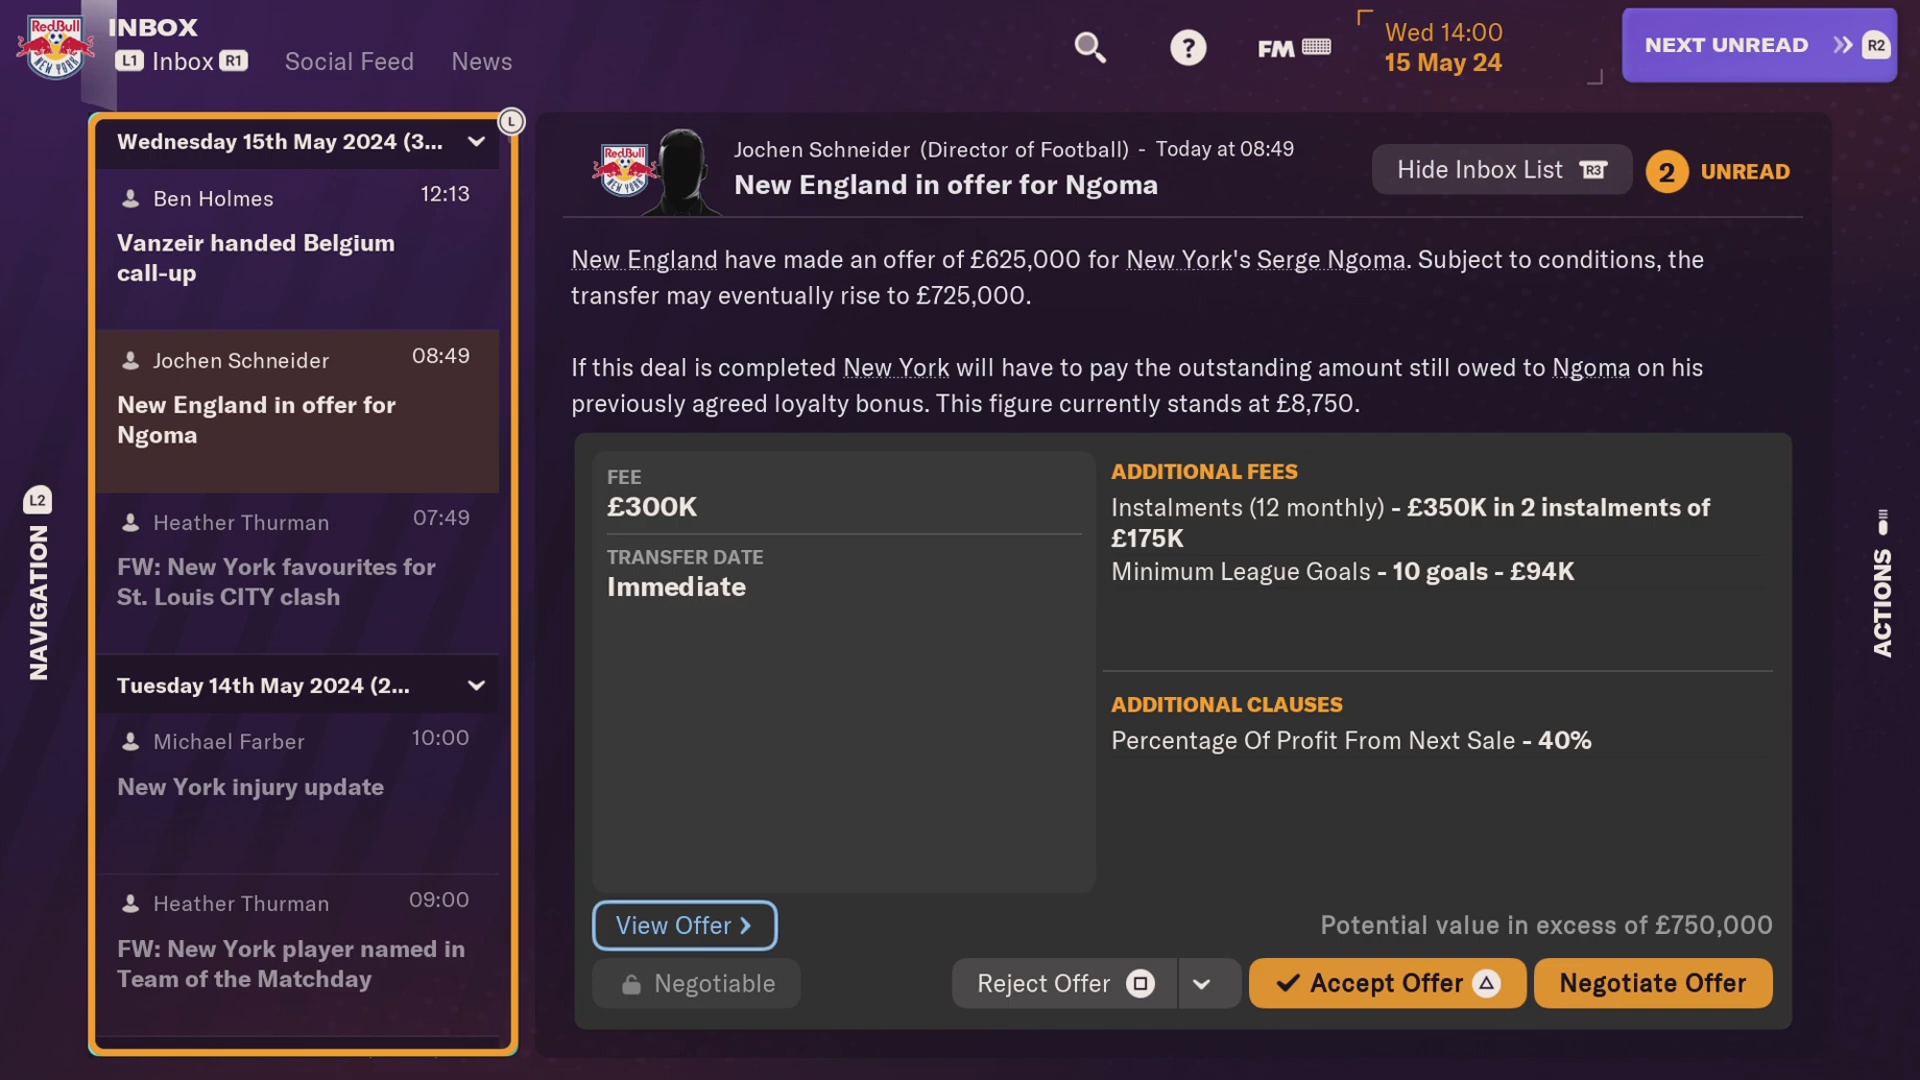 RedBull
NEW YORK
INBOX
L1 Inbox R1 Social Feed News
?
FM
Wed 14:00
15 May 24
NEXT UNREAD R2
L
Wednesday 15th May 2024 (3...
Ben Holmes 12:13
Vanzeir handed Belgium
call-up
Jochen Schneider 08:49
New England in offer for
Ngoma
Heather Thurman 07:49
FW: New York favourites for
St. Louis CITY clash
Tuesday 14th May 2024 (2...
Michael Farber 10:00
New York injury update
Heather Thurman 09:00
FW: New York player named in
Team of the Matchday
L2
NAVIGATION
RedBull
NEW YORK
Jochen Schneider (Director of Football) - Today at 08:49
New England in offer for Ngoma
Hide Inbox List R3
2 UNREAD
New England have made an offer of £625,000 for New York's Serge Ngoma. Subject to conditions, the
transfer may eventually rise to £725,000.
If this deal is completed New York will have to pay the outstanding amount still owed to Ngoma on his
previously agreed loyalty bonus. This figure currently stands at £8,750.
FEE
£300K
TRANSFER DATE
Immediate
ADDITIONAL FEES
Instalments (12 monthly) - £350K in 2 instalments of
£175K
Minimum League Goals - 10 goals - £94K
ADDITIONAL CLAUSES
Percentage Of Profit From Next Sale - 40%
View Offer
Potential value in excess of £750,000
Negotiable
Reject Offer
Accept Offer
Negotiate Offer
ACTIONS